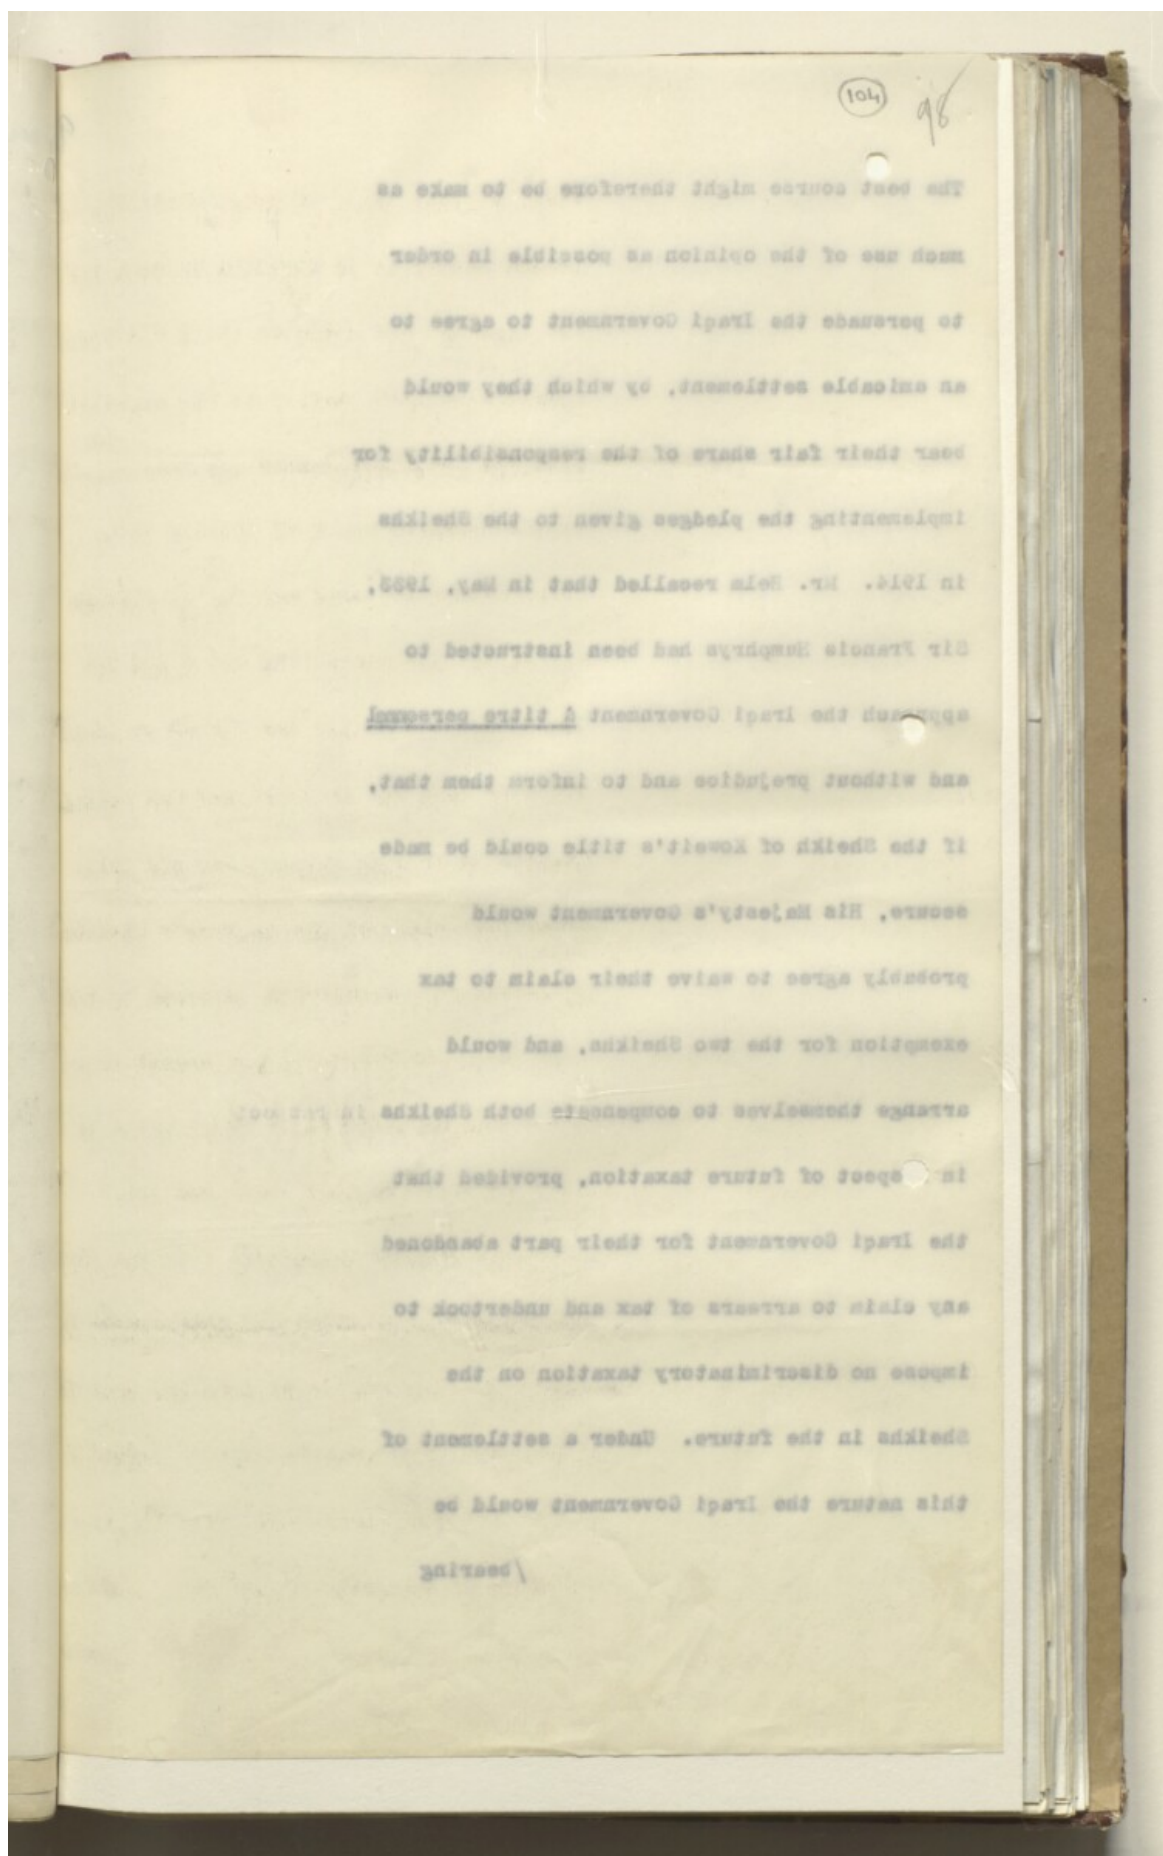 104
98
The best course might therefore be to make as
much use of the opinion as possible in order
to persuade the Iraqi Government to agree to
an amicable settlement, by which they would
bear their fair share of the responsibility for
implementing the pledges given to the Sheikhs
in 1914. Mr. Helm recalled that in May, 1933,
Sir Francis Humphrys had been instructed to
approach the Iraqi Government à titre personnel
and without prejudice and to inform them that,
if the Sheikh of Koweit's title could be made
secure, His Majesty's Government would
probably agree to waive their claim to tax
exemption for the two Sheikhs, and would
arrange themselves to compensate both Sheikhs in
in respect of future taxation, provided that
the Iraqi Government for their part abandoned
any claim to arrears of tax and undertook to
impose no discriminatory taxation on the
Sheikhs in the future. Under a settlement of
this nature the Iraqi Government would be
/bearing